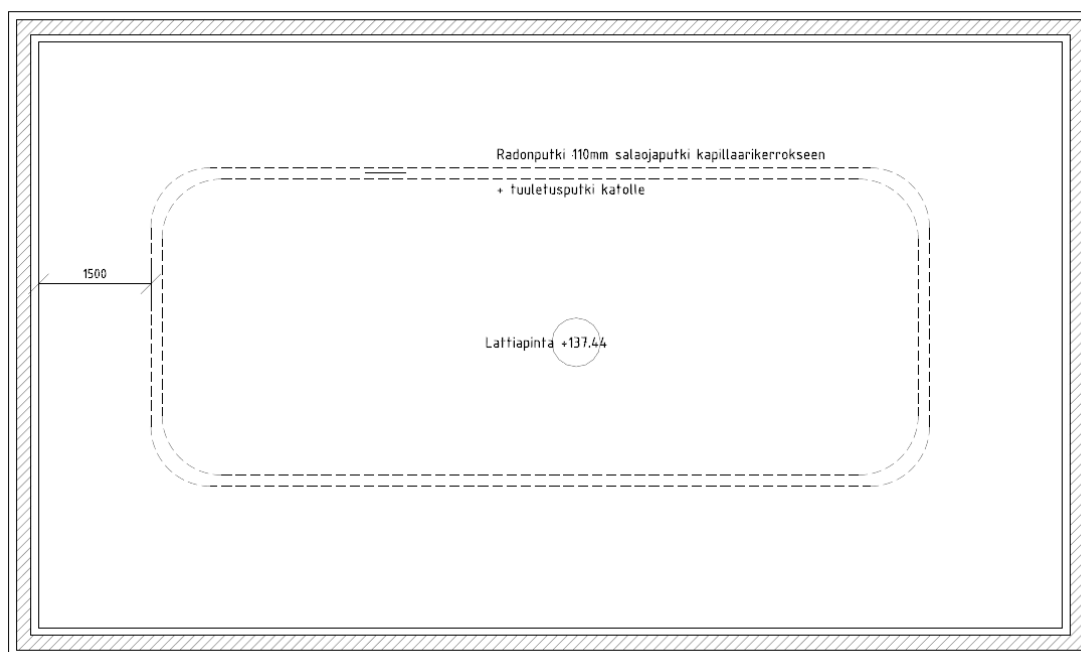 Radonputki 110mm salaojaputki kapillaarikerrokseen
+ tuuletusputki katolle
1500
Lattiapinta +137.44